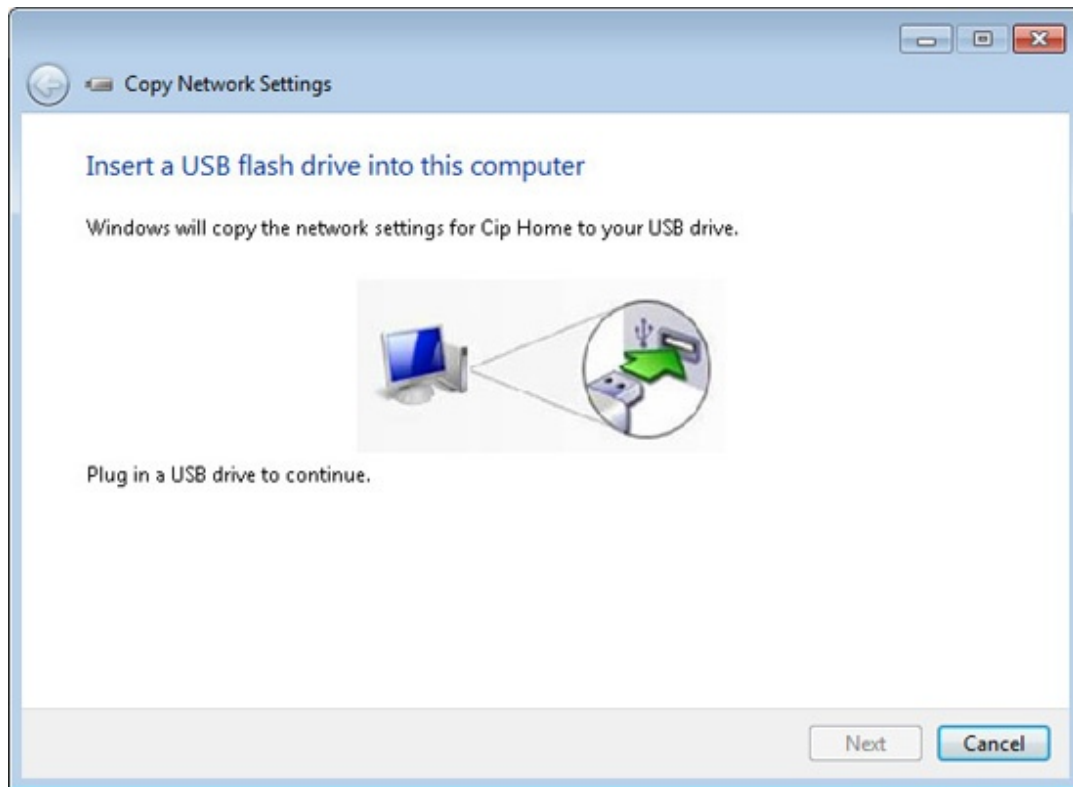 Copy Network Settings
Insert a USB flash drive into this computer
Windows will copy the network settings for Cip Home to your USB drive.
Plug in a USB drive to continue.
Next
Cancel